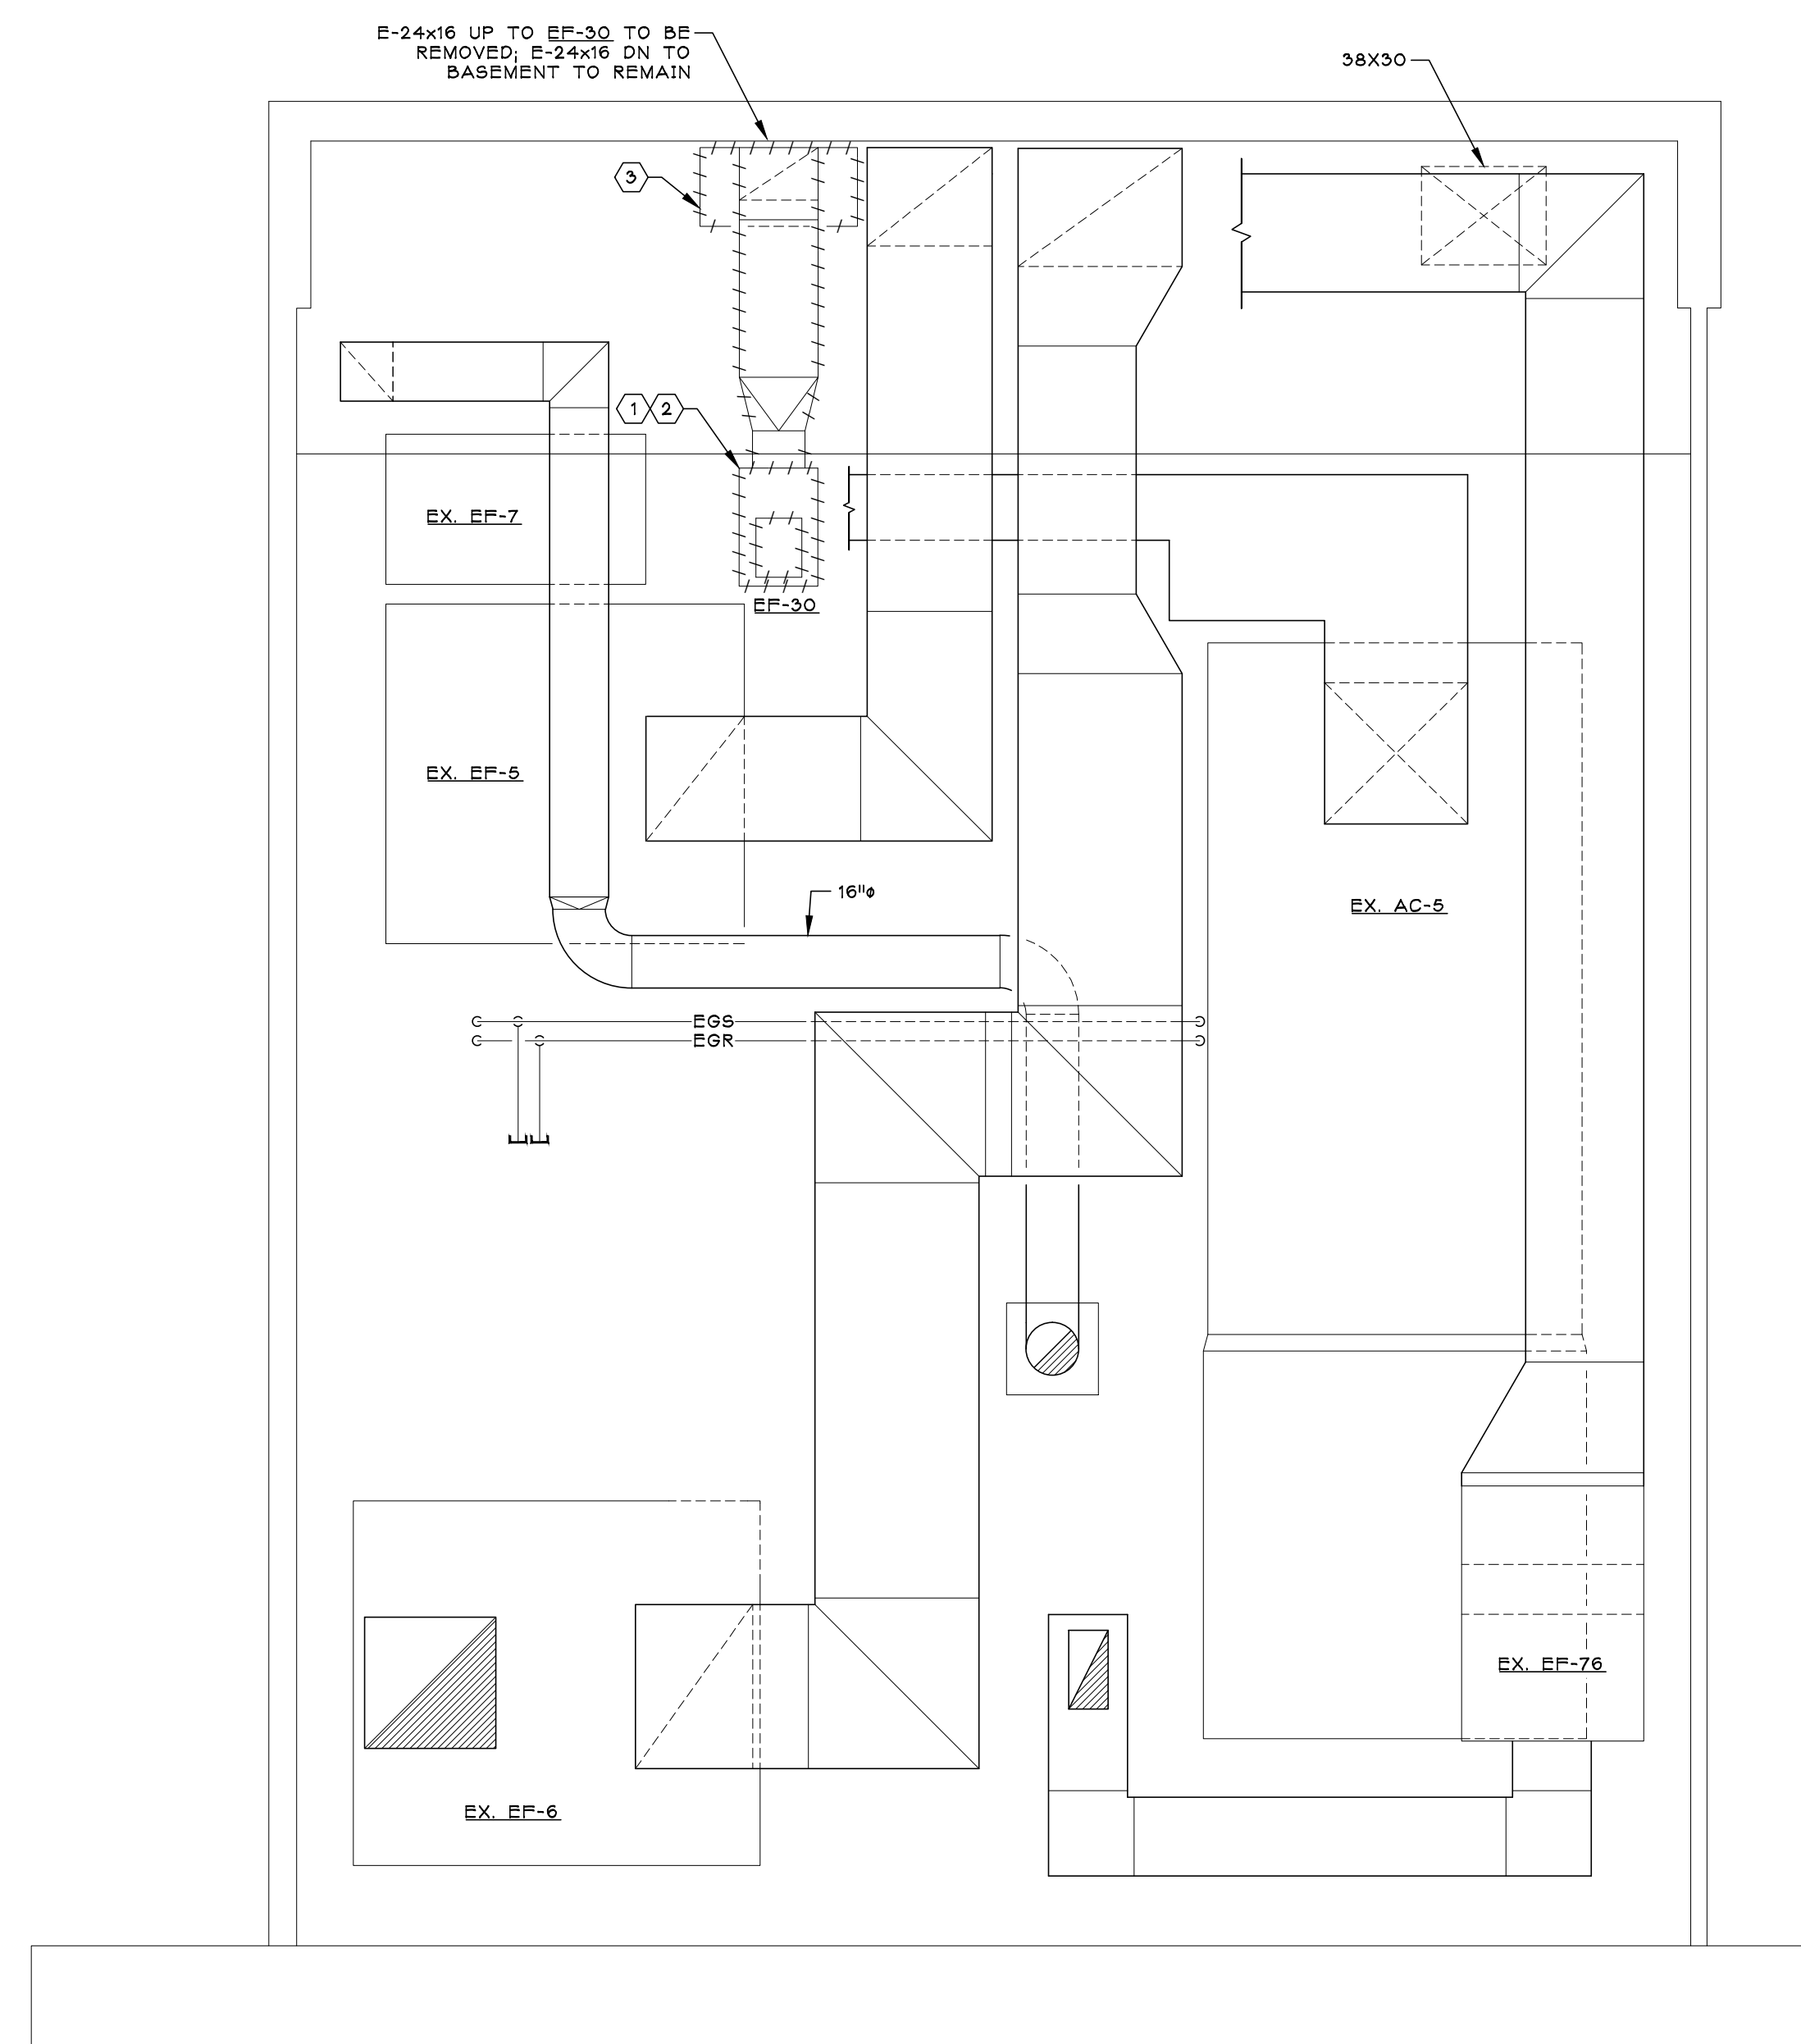 E-24x16 UP TO EF-30 TO BE
REMOVED; E-24x16 DN TO
BASEMENT TO REMAIN
38X30
3
1 2
EX. EF-7
EF-30
EX. EF-5
16"ø
EX. AC-5
EGS
EGR
EX. EF-76
EX. EF-6